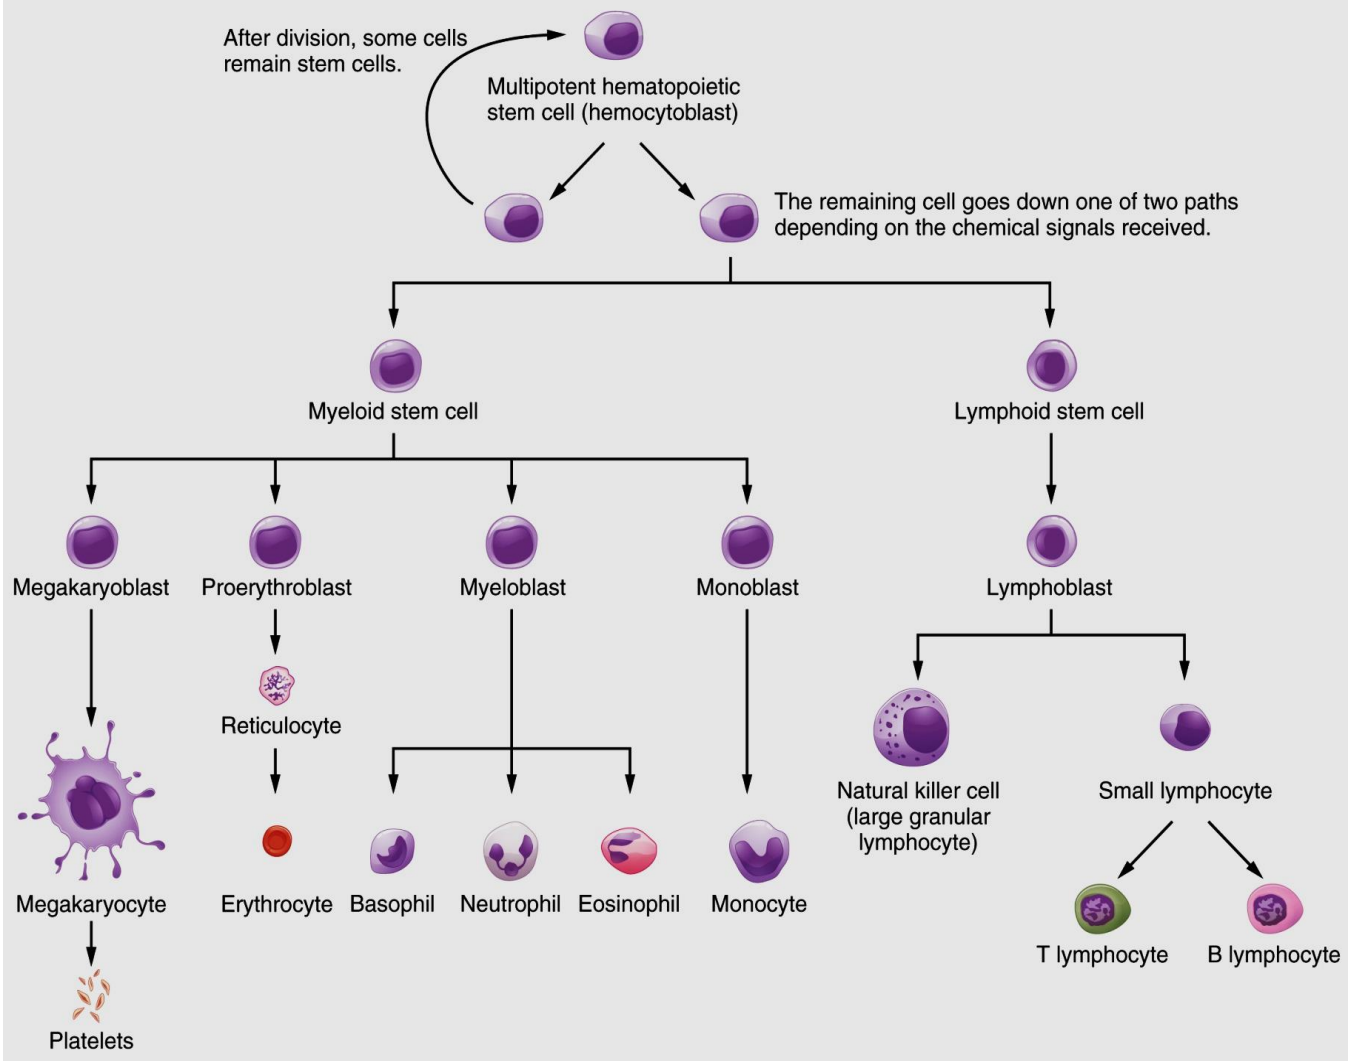 After division, some cells
remain stem cells.
Multipotent hematopoietic
stem cell (hemocytoblast)
The remaining cell goes down one of two paths
depending on the chemical signals received.
Myeloid stem cell
Lymphoid stem cell
Megakaryoblast
Proerythroblast
Myeloblast
Monoblast
Lymphoblast
Reticulocyte
Natural killer cell
(large granular
lymphocyte)
Small lymphocyte
Megakaryocyte
Erythrocyte
Basophil
Neutrophil
Eosinophil
Monocyte
T lymphocyte
B lymphocyte
Platelets